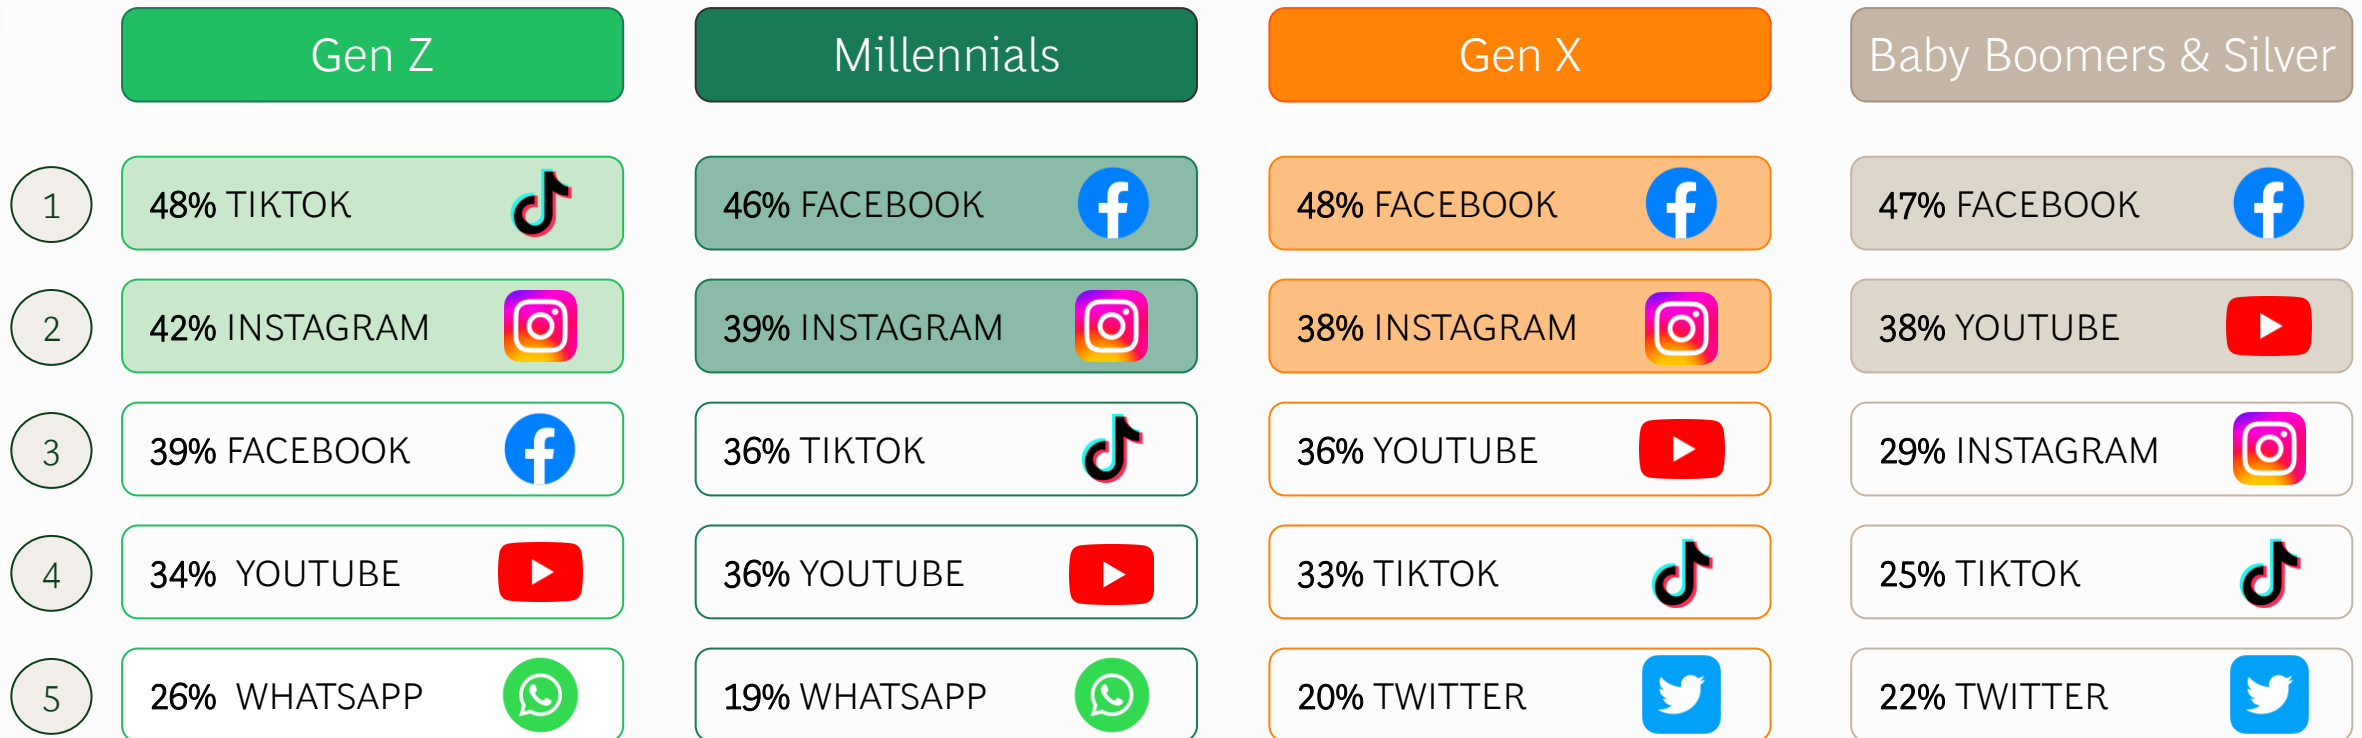 Gen Z
Millennials
Gen X
Baby Boomers & Silver
1
48% TIKTOK
46% FACEBOOK
48% FACEBOOK
47% FACEBOOK
2
42% INSTAGRAM
39% INSTAGRAM
38% INSTAGRAM
38% YOUTUBE
3
39% FACEBOOK
36% TIKTOK
36% YOUTUBE
29% INSTAGRAM
4
34% YOUTUBE
36% YOUTUBE
33% TIKTOK
25% TIKTOK
5
26% WHATSAPP
19% WHATSAPP
20% TWITTER
22% TWITTER